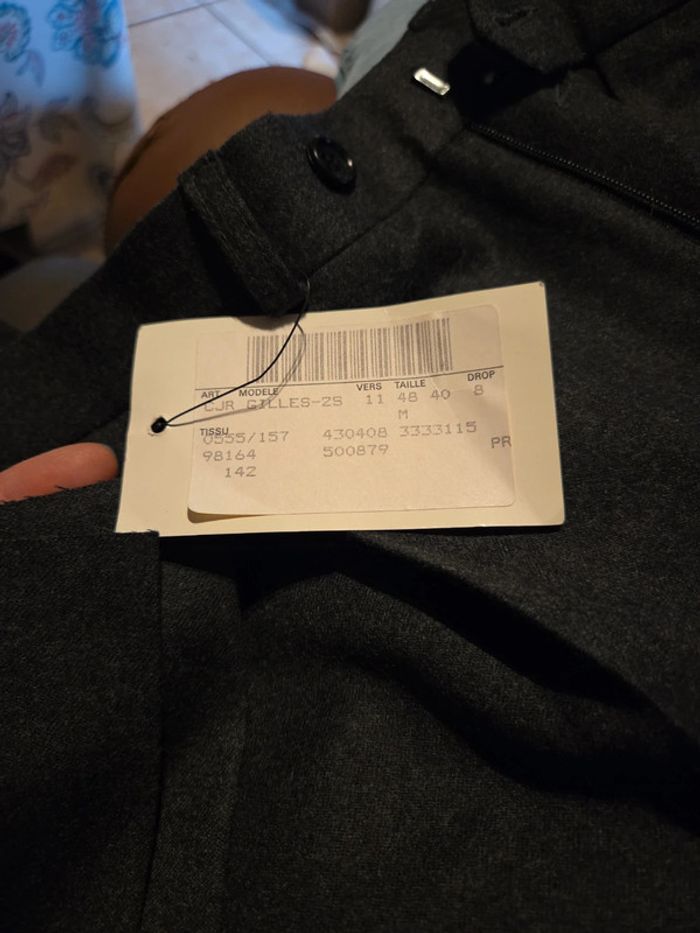 ART MODELE VERS TAILLE DROP
CJR GILLES-2S 11 48 40 8
M
TISSU
0555/157 430408 3333115
PR
98164 500879
14Z